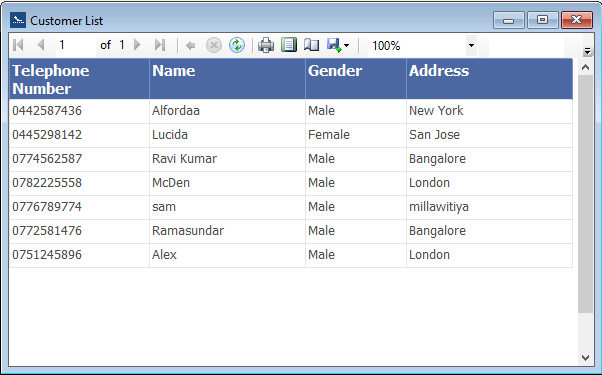 Customer List
1 of 1 100%
Telephone Number Name Gender Address
0442587436 Alfordaa Male New York
0445298142 Lucida Female San Jose
0774562587 Ravi Kumar Male Bangalore
0782225558 McDen Male London
0776789774 sam Male millawitiya
0772581476 Ramasundar Male Bangalore
0751245896 Alex Male London